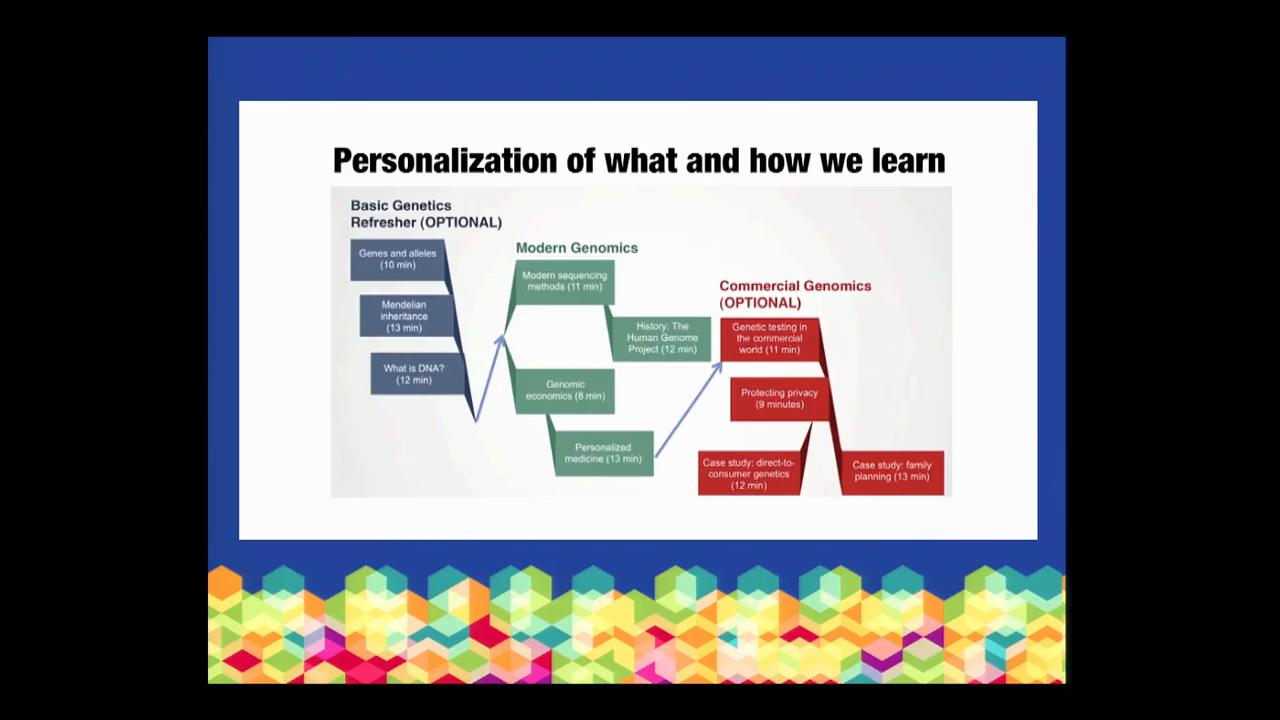 Personalization of what and how we learn
Basic Genetics
Refresher (OPTIONAL)
Genes and alleles
(10 min)
Mendelian
inheritance
(13 min)
What is DNA?
(12 min)
Modern Genomics
Modern sequencing
methods (11 min)
History: The
Human Genome
Project (12 min)
Genomic
economics (8 min)
Personalized
medicine (13 min)
Commercial Genomics
(OPTIONAL)
Genetic testing in
the commercial
world (11 min)
Protecting privacy
(9 minutes)
Case study: direct-to-
consumer genetics
(12 min)
Case study: family
planning (13 min)